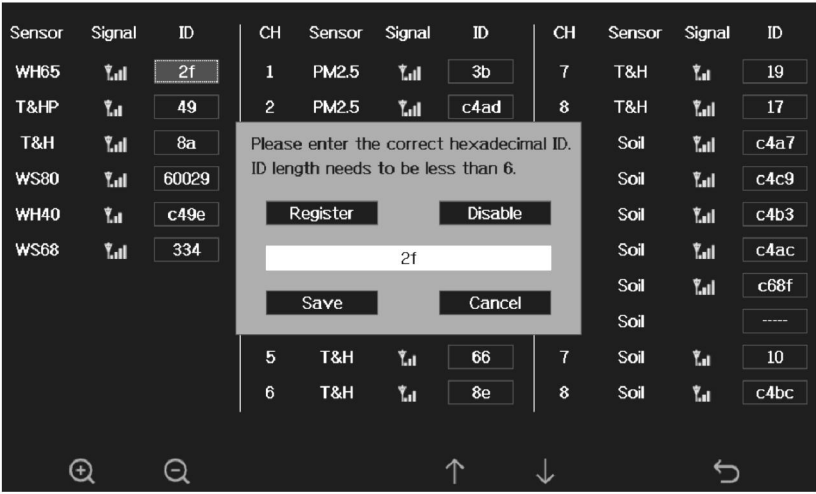 Sensor Signal ID CH Sensor Signal ID CH Sensor Signal ID
WH65 2f 1 PM2.5 3b 7 T&H 19
T&HP 49 2 PM2.5 c4ad 8 T&H 17
T&H 8a Soil c4a7
WS80 60029 Soil c4c9
WH40 c49e Soil c4b3
WS68 334 Soil c4ac
Soil c68f
Soil -----
5 T&H 66 7 Soil 10
6 T&H 8e 8 Soil c4bc
Please enter the correct hexadecimal ID.
ID length needs to be less than 6.
Register Disable
2f
Save Cancel